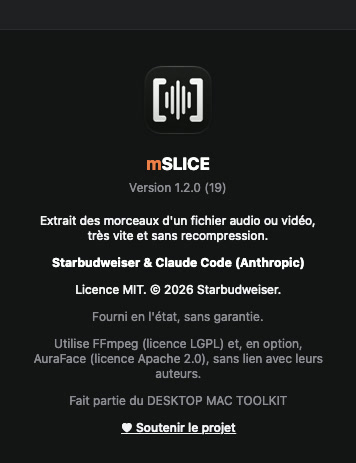 mSLICE
Version 1.2.0 (19)
Extrait des morceaux d'un fichier audio ou vidéo,
très vite et sans recompression.
Starbudweiser & Claude Code (Anthropic)
Licence MIT. © 2026 Starbudweiser.
Fourni en l'état, sans garantie.
Utilise FFmpeg (licence LGPL) et, en option,
AuraFace (licence Apache 2.0), sans lien avec leurs
auteurs.
Fait partie du DESKTOP MAC TOOLKIT
♥ Soutenir le projet